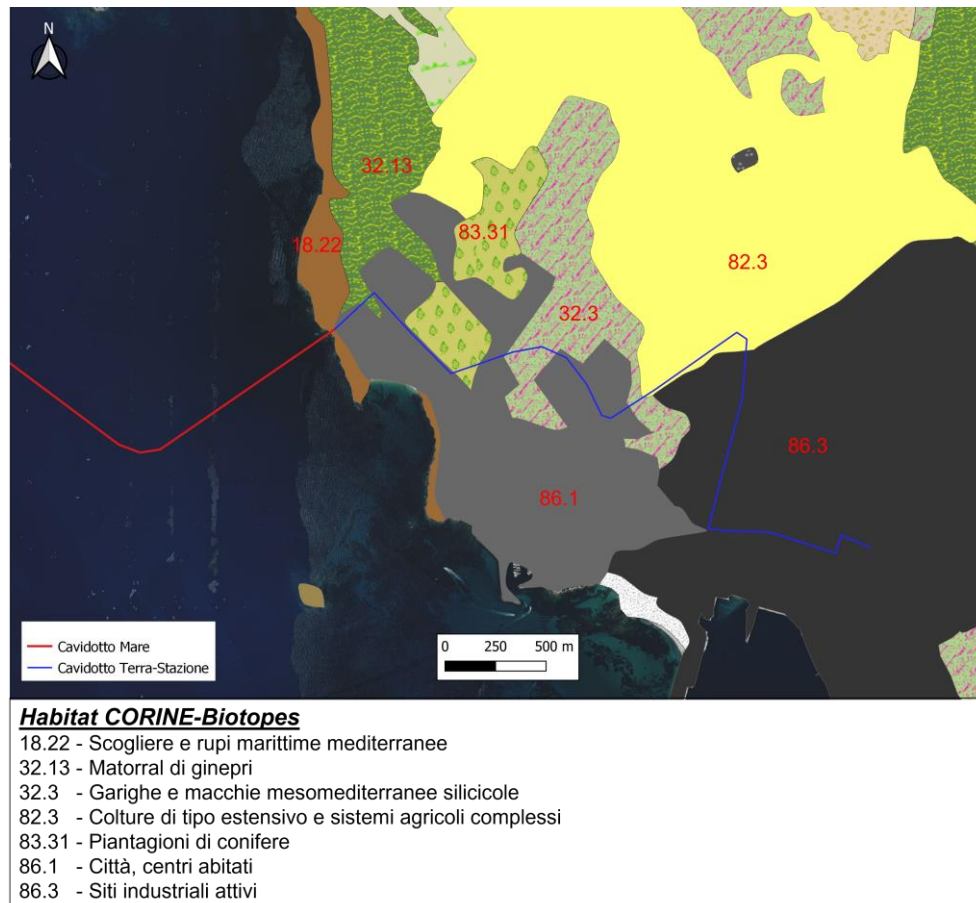 N
32.13
83.31
18.22
82.3
32.3
86.3
86.1
Cavidotto Mare
Cavidotto Terra-Stazione
0 250 500 m
Habitat CORINE-Biotopes
18.22 - Scogliere e rupi marittime mediterranee
32.13 - Matorral di ginepri
32.3 - Garighe e macchie mesomediterranee silicicole
82.3 - Colture di tipo estensivo e sistemi agricoli complessi
83.31 - Piantagioni di conifere
86.1 - Città, centri abitati
86.3 - Siti industriali attivi